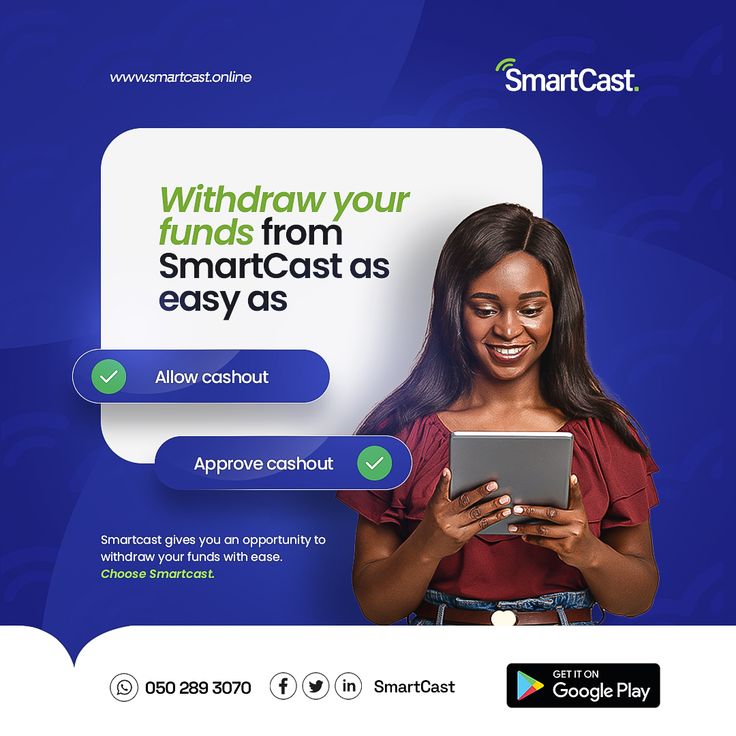 www.smartcast.online
SmartCast.
Withdraw your
funds from
SmartCast as
easy as
Allow cashout
Approve cashout
Smartcast gives you an opportunity to
withdraw your funds with ease.
Choose Smartcast.
050 289 3070
SmartCast
GET IT ON
Google Play